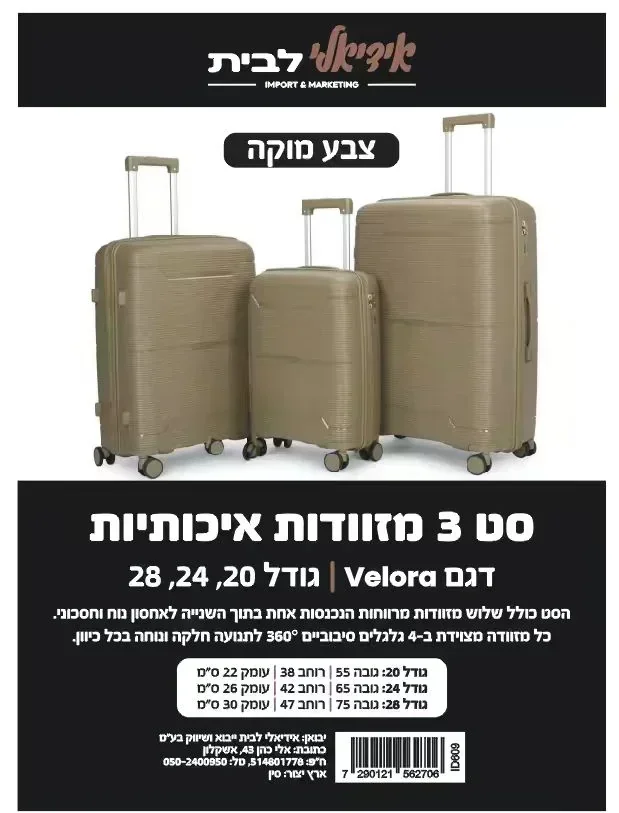 אידיאלי לבית
IMPORT & MARKETING
צבע מוקה
סט 3 מזוודות איכותיות
דגם Velora | גודל 20, 24, 28
הסט כולל שלוש מזוודות מרווחות הנכנסות אחת בתוך השנייה לאחסון נוח וחסכוני.
כל מזוודה מצוידת ב-4 גלגלים סיבוביים 360° לתנועה חלקה ונוחה בכל כיוון.
גודל 20: גובה 55 | רוחב 38 | עומק 22 ס״מ
גודל 24: גובה 65 | רוחב 42 | עומק 26 ס״מ
גודל 28: גובה 75 | רוחב 47 | עומק 30 ס״מ
יבואן: אידיאלי לבית ייבוא ושיווק בע״מ
כתובת: אלי כהן 43, אשקלון
ח״פ: 514801778, טל: 050-2400950
ארץ יצור: סין
7 290121 562706
ID609